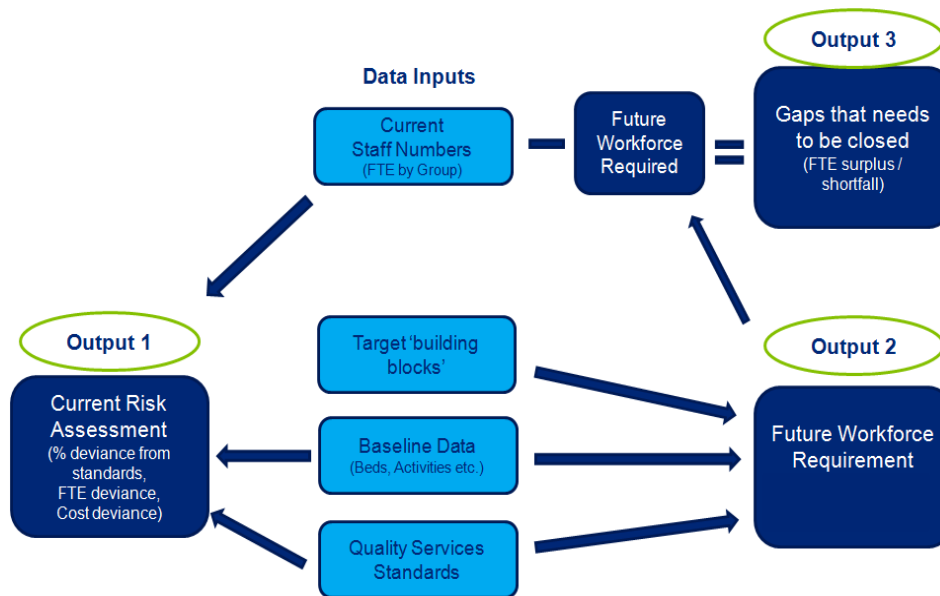 Output 3
Data Inputs
Current
Staff Numbers
(FTE by Group)
Future
Workforce
Required
Gaps that needs
to be closed
(FTE surplus /
shortfall)
Output 1
Current Risk
Assessment
(% deviance from
standards,
FTE deviance,
Cost deviance)
Target ‘building
blocks’
Baseline Data
(Beds, Activities etc.)
Quality Services
Standards
Output 2
Future Workforce
Requirement